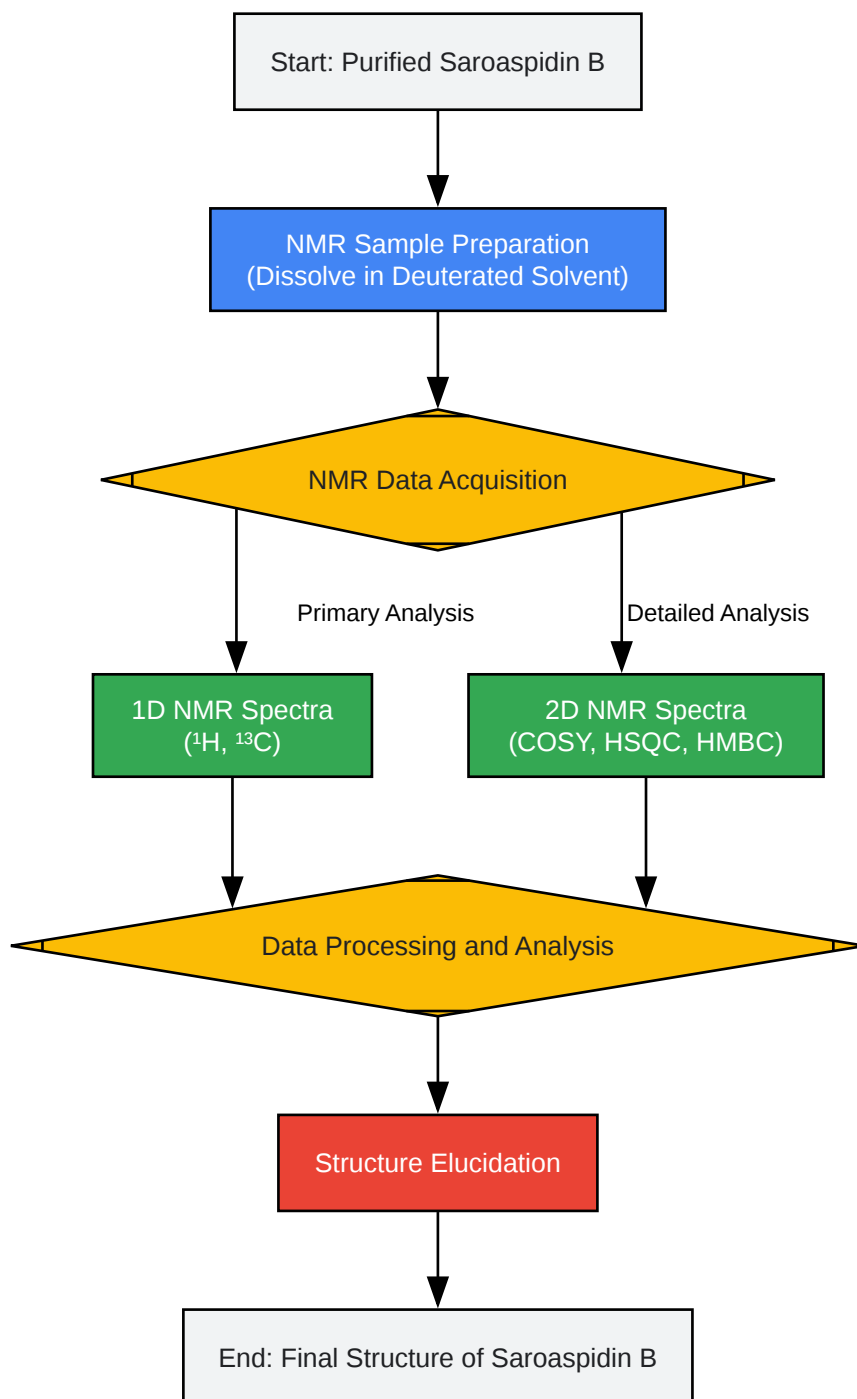 Start: Purified Saroaspidin B
NMR Sample Preparation
(Dissolve in Deuterated Solvent)
NMR Data Acquisition
Primary Analysis
Detailed Analysis
1D NMR Spectra
(¹H, ¹³C)
2D NMR Spectra
(COSY, HSQC, HMBC)
Data Processing and Analysis
Structure Elucidation
End: Final Structure of Saroaspidin B